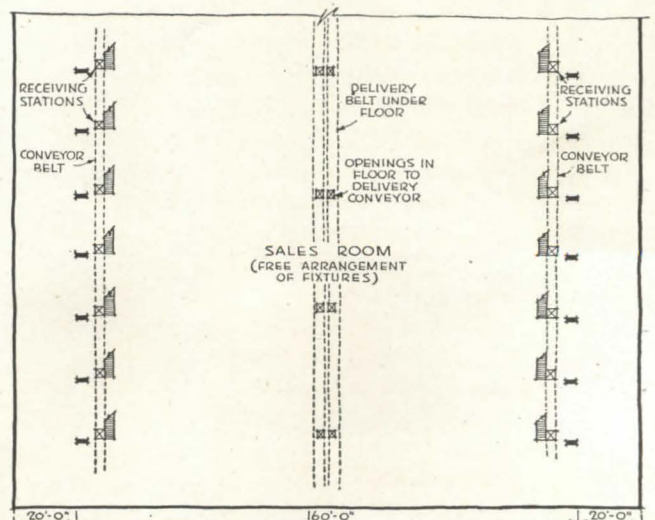 RECEIVING
STATIONS
CONVEYOR
BELT
DELIVERY
BELT UNDER
FLOOR
OPENINGS IN
FLOOR TO
DELIVERY
CONVEYOR
SALES ROOM
(FREE ARRANGEMENT
OF FIXTURES)
RECEIVING
STATIONS
CONVEYOR
BELT
20'-0"
160'-0"
20'-0"